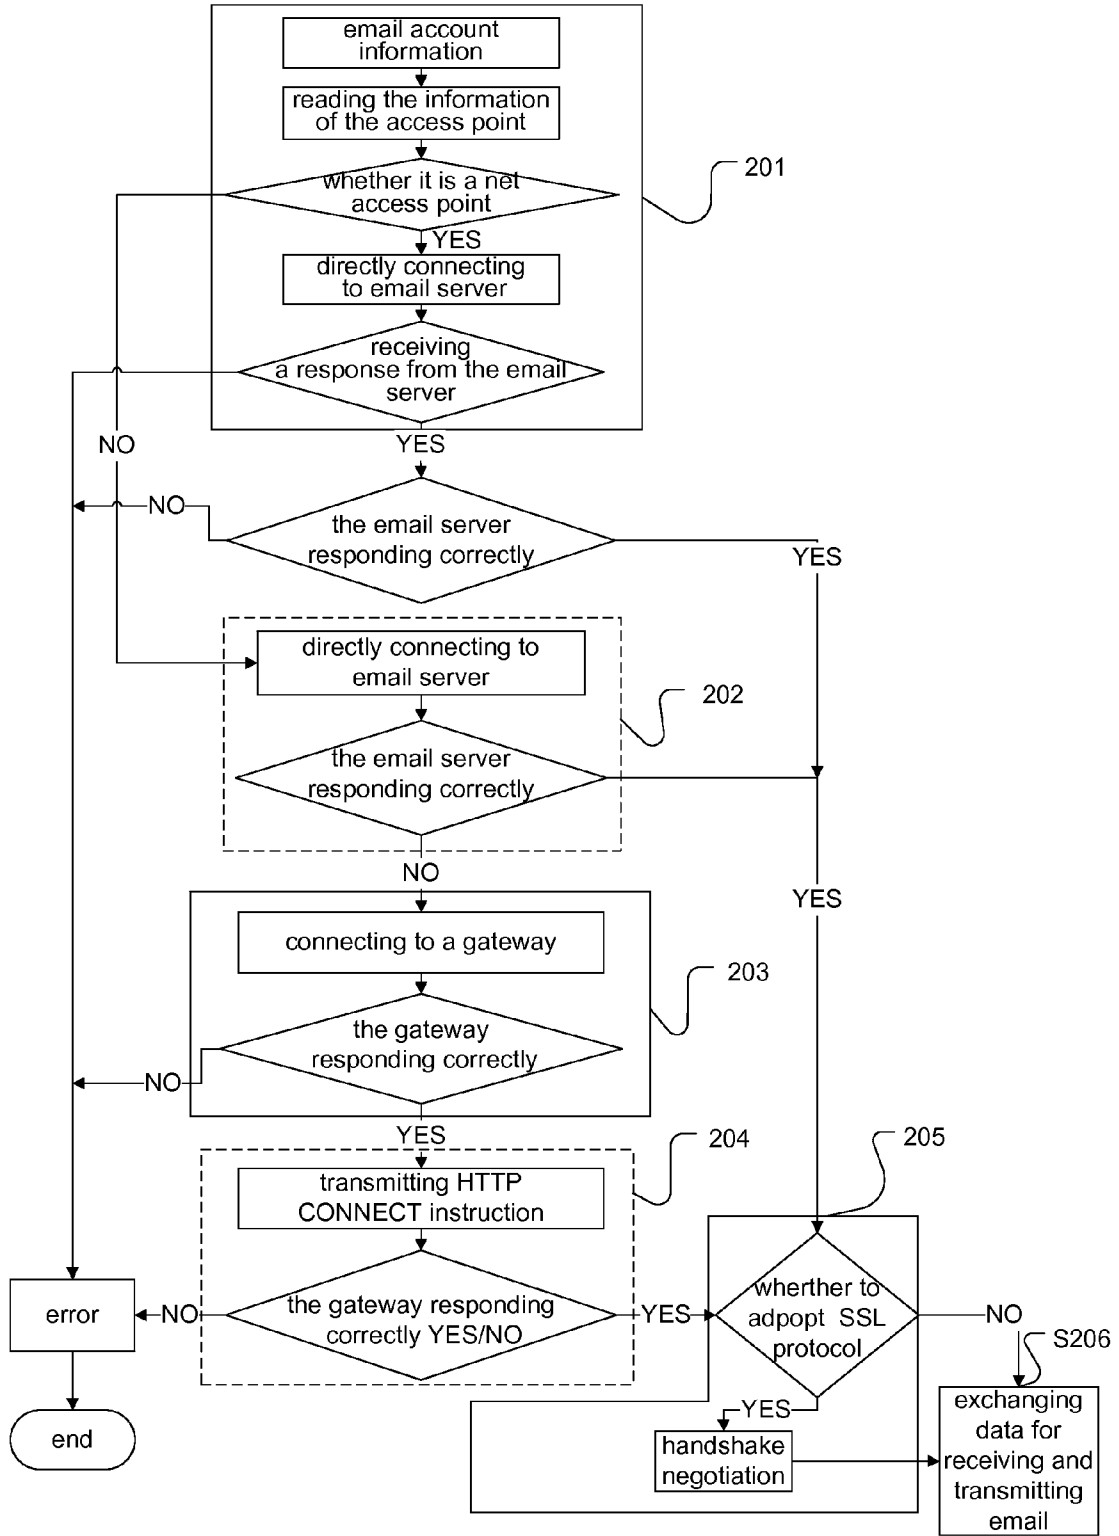 email account
information
reading the information
of the access point
whether it is a net
access point
201
YES
directly connecting
to email server
receiving
a response from the email
server
NO
YES
NO
the email server
responding correctly
YES
directly connecting to
email server
202
the email server
responding correctly
NO
YES
connecting to a gateway
203
the gateway
responding correctly
NO
YES
204
205
transmitting HTTP
CONNECT instruction
error
NO
the gateway responding
correctly YES/NO
YES
wherther to
adpopt SSL
protocol
NO
S206
end
YES
handshake
negotiation
exchanging
data for
receiving and
transmitting
email